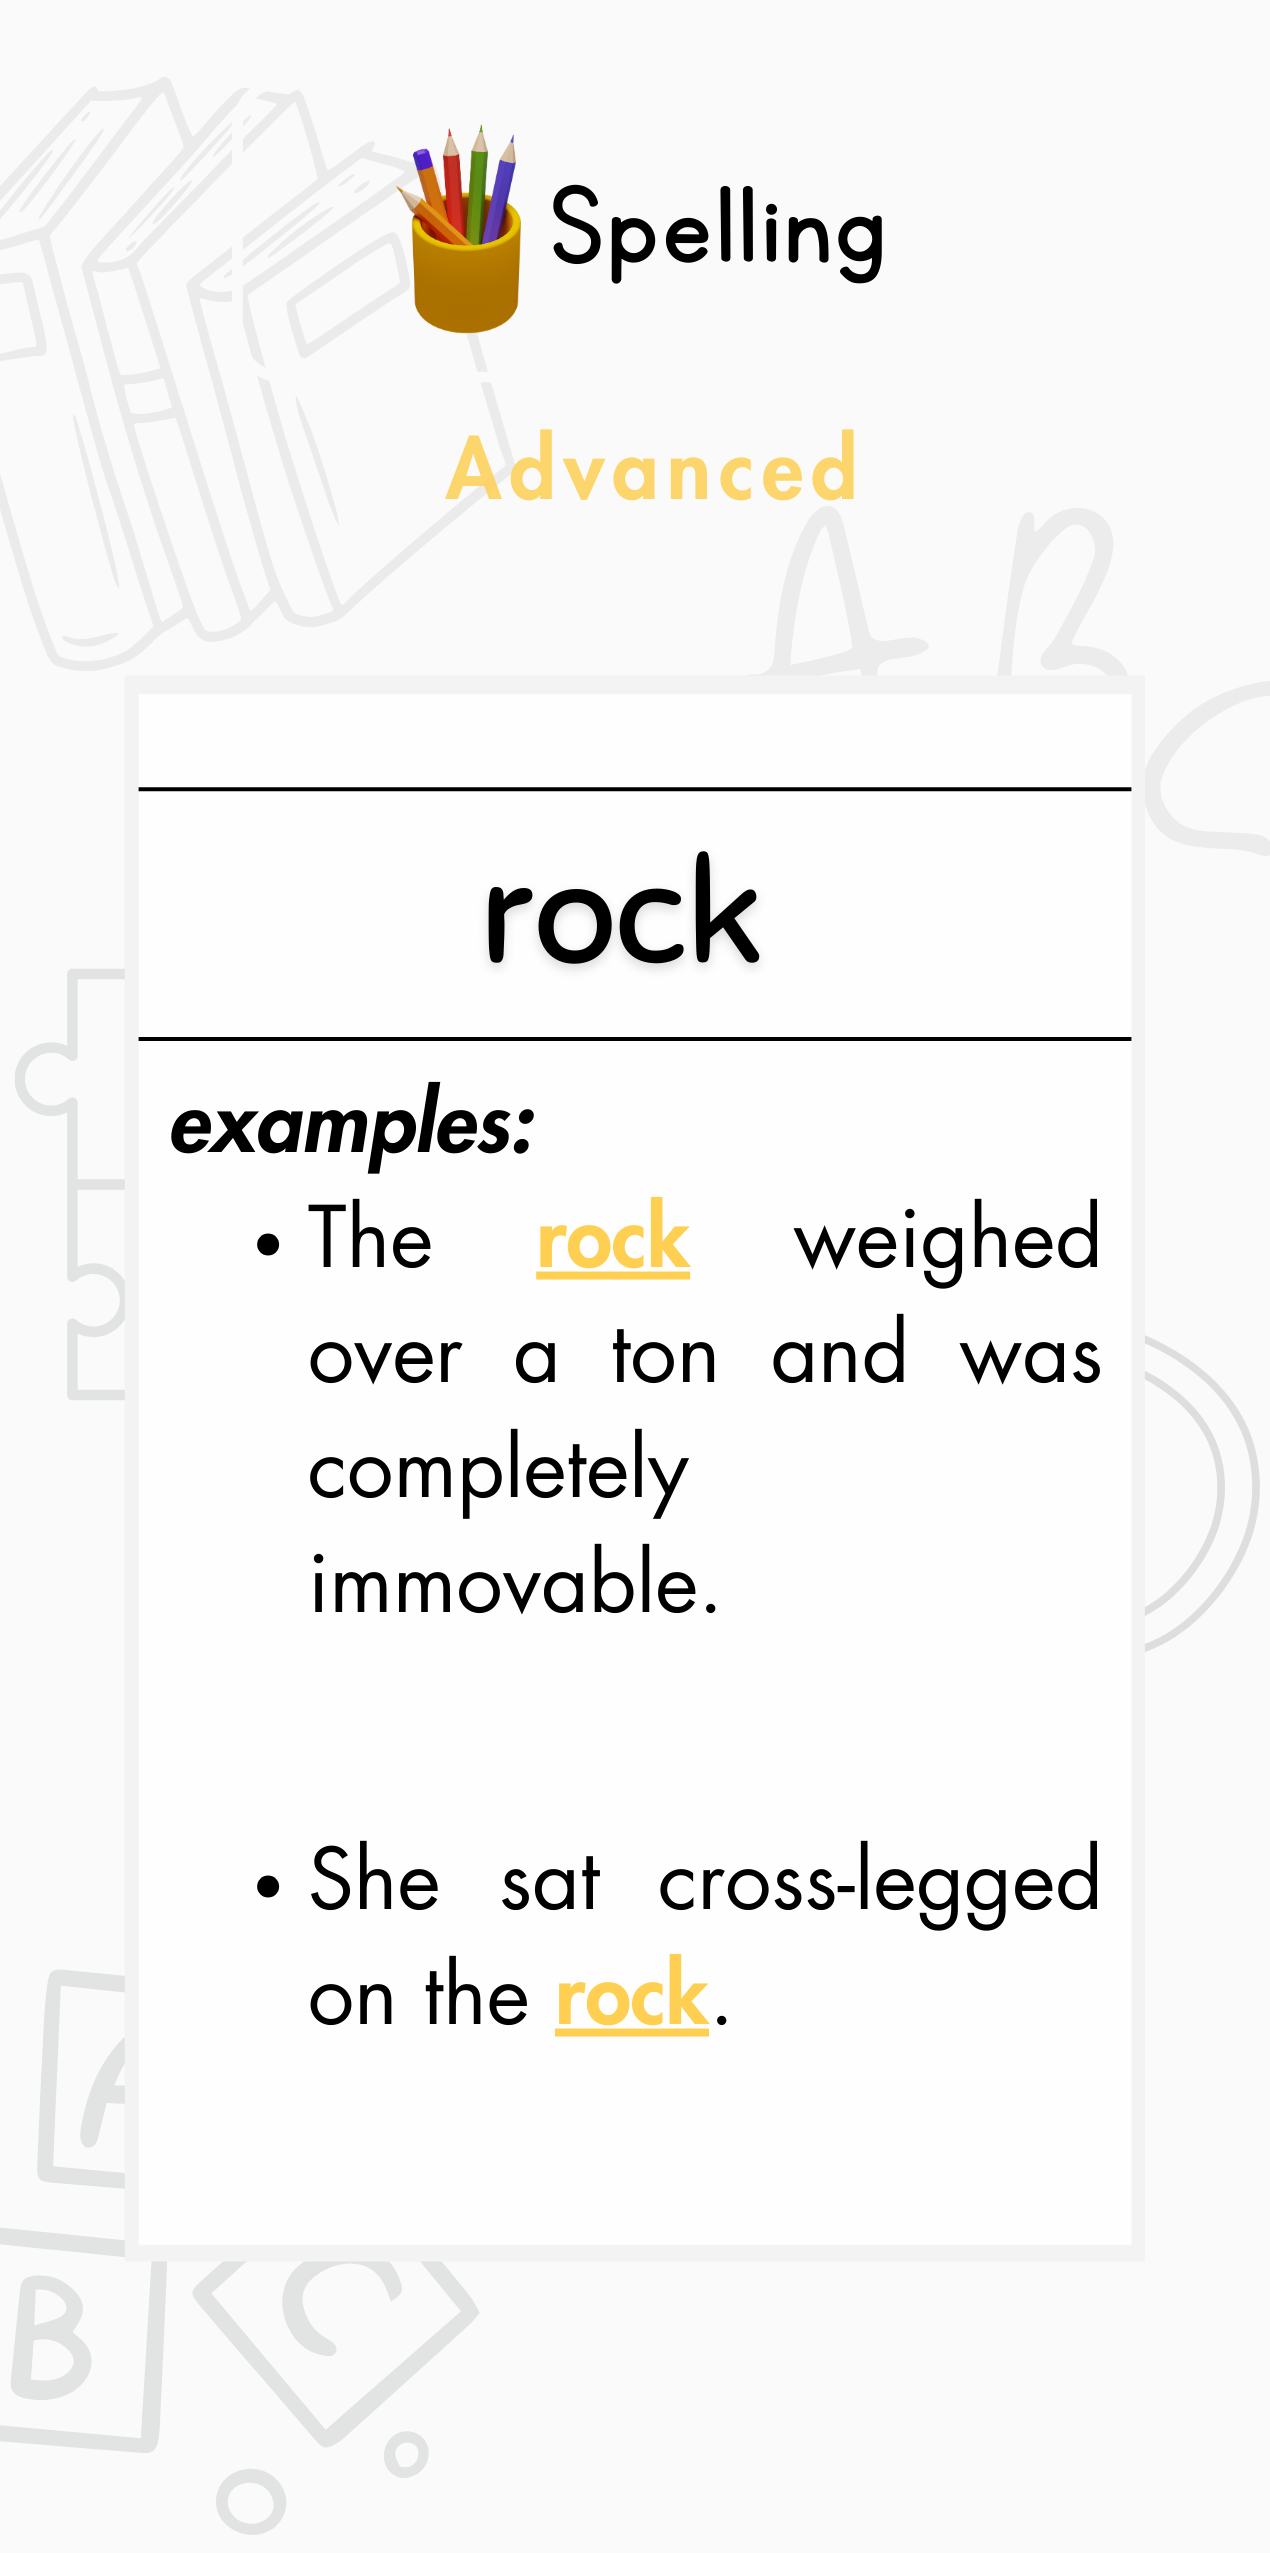 Spelling
Advanced
rock
examples:
• The rock weighed
over a ton and was
completely
immovable.
• She sat cross-legged
on the rock.
A B C
A
B
C